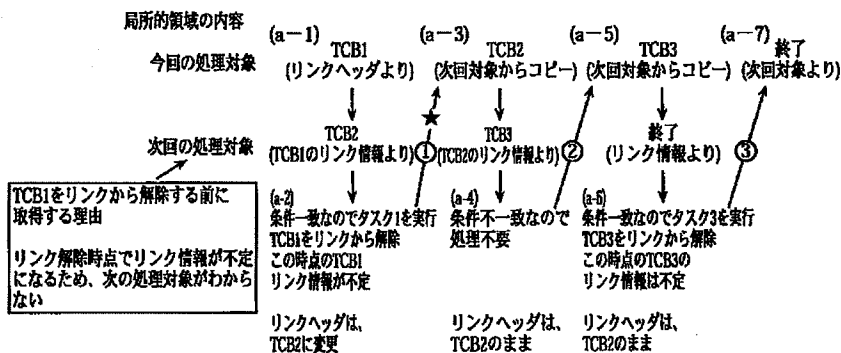 局所的領域の内容
(a-1)
(a-3)
(a-5)
(a-7)
今回の処理対象
TCB1
(リンクヘッダより)
TCB2
(次回対象からコピー)
TCB3
(次回対象からコピー)
終了
(次回対象より)
★
次回の処理対象
TCB2
(TCB1のリンク情報より)
①
TCB3
(TCB2のリンク情報より)
②
終了
(リンク情報より)
③
TCB1をリンクから解除する前に
取得する理由
リンク解除時点でリンク情報が不定
になるため、次の処理対象がわから
ない
(a-2)
条件一致なのでタスク1を実行
TCB1をリンクから解除
この時点のTCB1
リンク情報が不定
リンクヘッダは、
TCB2に変更
(a-4)
条件不一致なので
処理不要
リンクヘッダは、
TCB2のまま
(a-6)
条件一致なのでタスク3を実行
TCB3をリンクから解除
この時点のTCB3の
リンク情報は不定
リンクヘッダは、
TCB2のまま